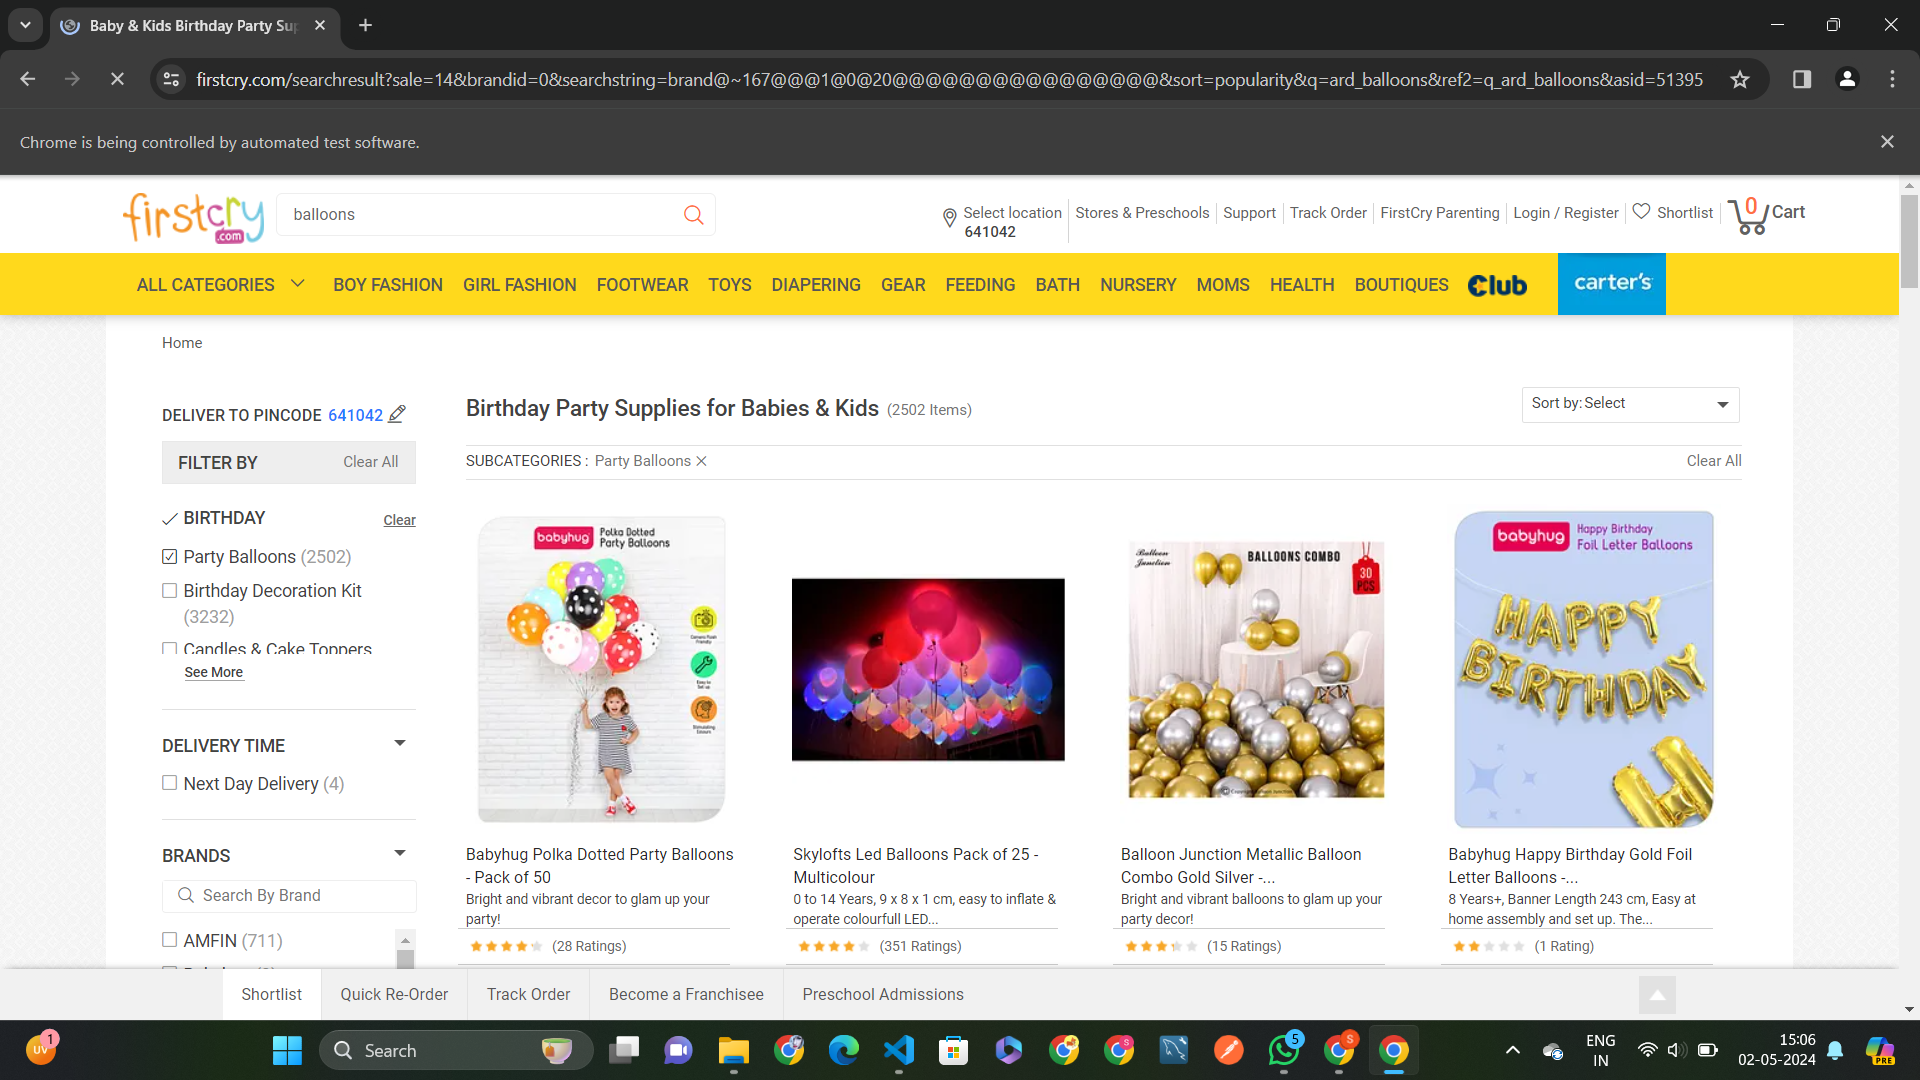 Baby & Kids Birthday Party Sup
firstcry.com/searchresult?sale=14&brandid=0&searchstring=brand@~167@@@1@0@20@@@@@@@@@@@@@@@@&sort=popularity&q=ard_balloons&ref2=q_ard_balloons&asid=51395
Chrome is being controlled by automated test software.
firstcry
.com
balloons
Select location
641042
Stores & Preschools
Support
Track Order
FirstCry Parenting
Login / Register
Shortlist
0
Cart
ALL CATEGORIES
BOY FASHION
GIRL FASHION
FOOTWEAR
TOYS
DIAPERING
GEAR
FEEDING
BATH
NURSERY
MOMS
HEALTH
BOUTIQUES
Club
carter's
Home
DELIVER TO PINCODE 641042
Birthday Party Supplies for Babies & Kids (2502 Items)
Sort by: Select
FILTER BY
Clear All
SUBCATEGORIES : Party Balloons
Clear All
BIRTHDAY
Clear
Party Balloons (2502)
Birthday Decoration Kit
(3232)
Candles & Cake Toppers
See More
DELIVERY TIME
Next Day Delivery (4)
BRANDS
Search By Brand
AMFIN (711)
babyhug
Polka Dotted
Party Balloons
Easy to
Set up
Balloon
Junction
BALLOONS COMBO
30
PCS
babyhug
Happy Birthday
Foil Letter Balloons
HAPPY
BIRTHDAY
Babyhug Polka Dotted Party Balloons
- Pack of 50
Bright and vibrant decor to glam up your
party!
(28 Ratings)
Skylofts Led Balloons Pack of 25 -
Multicolour
0 to 14 Years, 9 x 8 x 1 cm, easy to inflate &
operate colourfull LED...
(351 Ratings)
Balloon Junction Metallic Balloon
Combo Gold Silver -...
Bright and vibrant balloons to glam up your
party decor!
(15 Ratings)
Babyhug Happy Birthday Gold Foil
Letter Balloons -...
8 Years+, Banner Length 243 cm, Easy at
home assembly and set up. The...
(1 Rating)
Shortlist
Quick Re-Order
Track Order
Become a Franchisee
Preschool Admissions
UV
1
Search
S
5
S
ENG
IN
15:06
02-05-2024
PRE